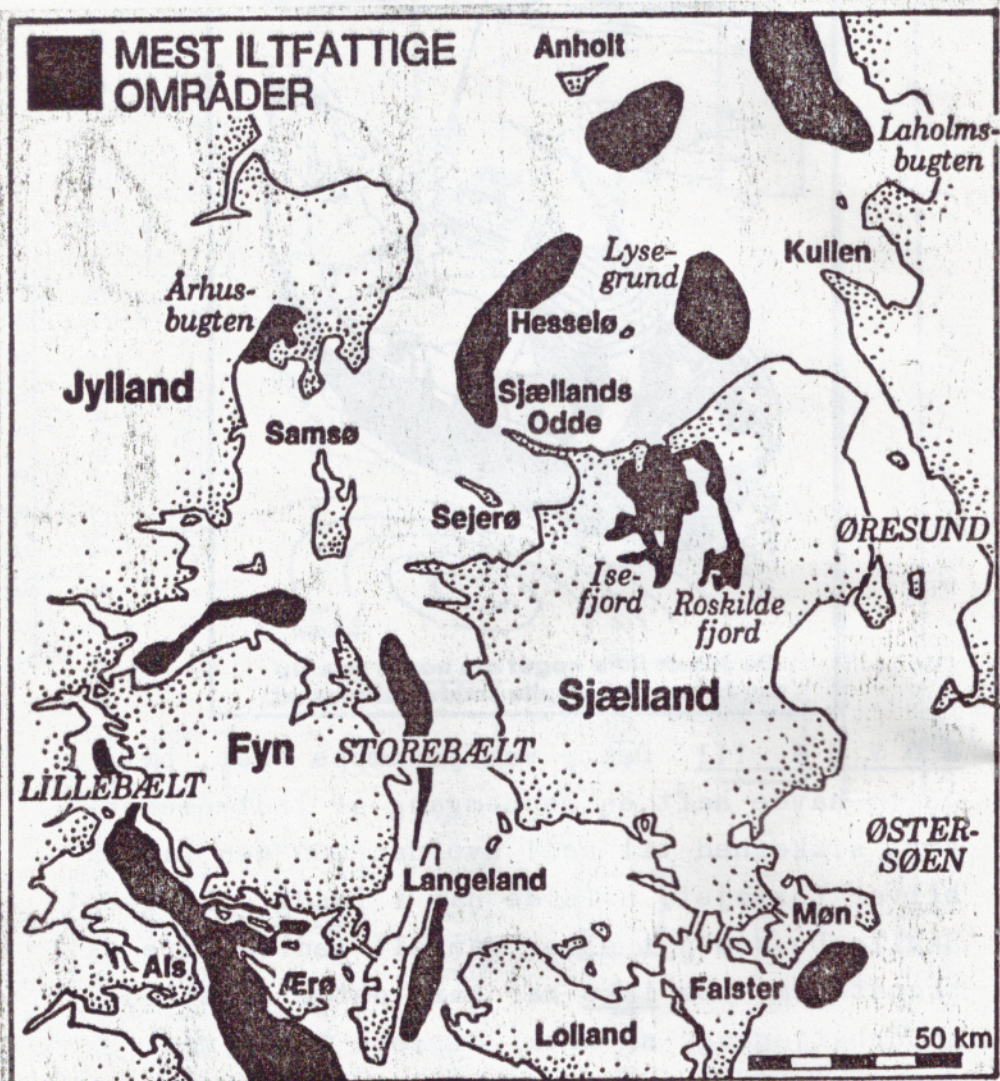 MEST ILTFATTIGE
OMRÅDER
Anholt
Laholms-
bugten
Kullen
Lyse-
grund
Århus-
bugten
Hesselø
Jylland
Sjællands
Odde
Samsø
Sejerø
ØRESUND
Ise-
fjord
Roskilde
fjord
Sjælland
Fyn
STOREBÆLT
LILLEBÆLT
ØSTER-
SØEN
Langeland
Møn
Als
Ærø
Falster
Lolland
50 km